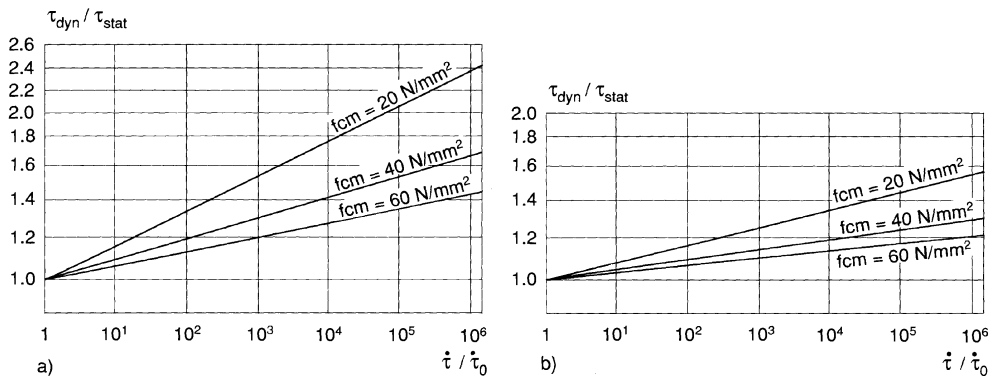 τdyn / τstat
2.6
2.4
2.2
2.0
1.8
1.6
1.4
1.2
1.0
fcm = 20 N/mm²
fcm = 40 N/mm²
fcm = 60 N/mm²
1 10¹ 10² 10³ 10⁴ 10⁵ 10⁶
a) τ̇ / τ̇₀
τdyn / τstat
2.0
1.8
1.6
1.4
1.2
1.0
fcm = 20 N/mm²
fcm = 40 N/mm²
fcm = 60 N/mm²
1 10¹ 10² 10³ 10⁴ 10⁵ 10⁶
b) τ̇ / τ̇₀